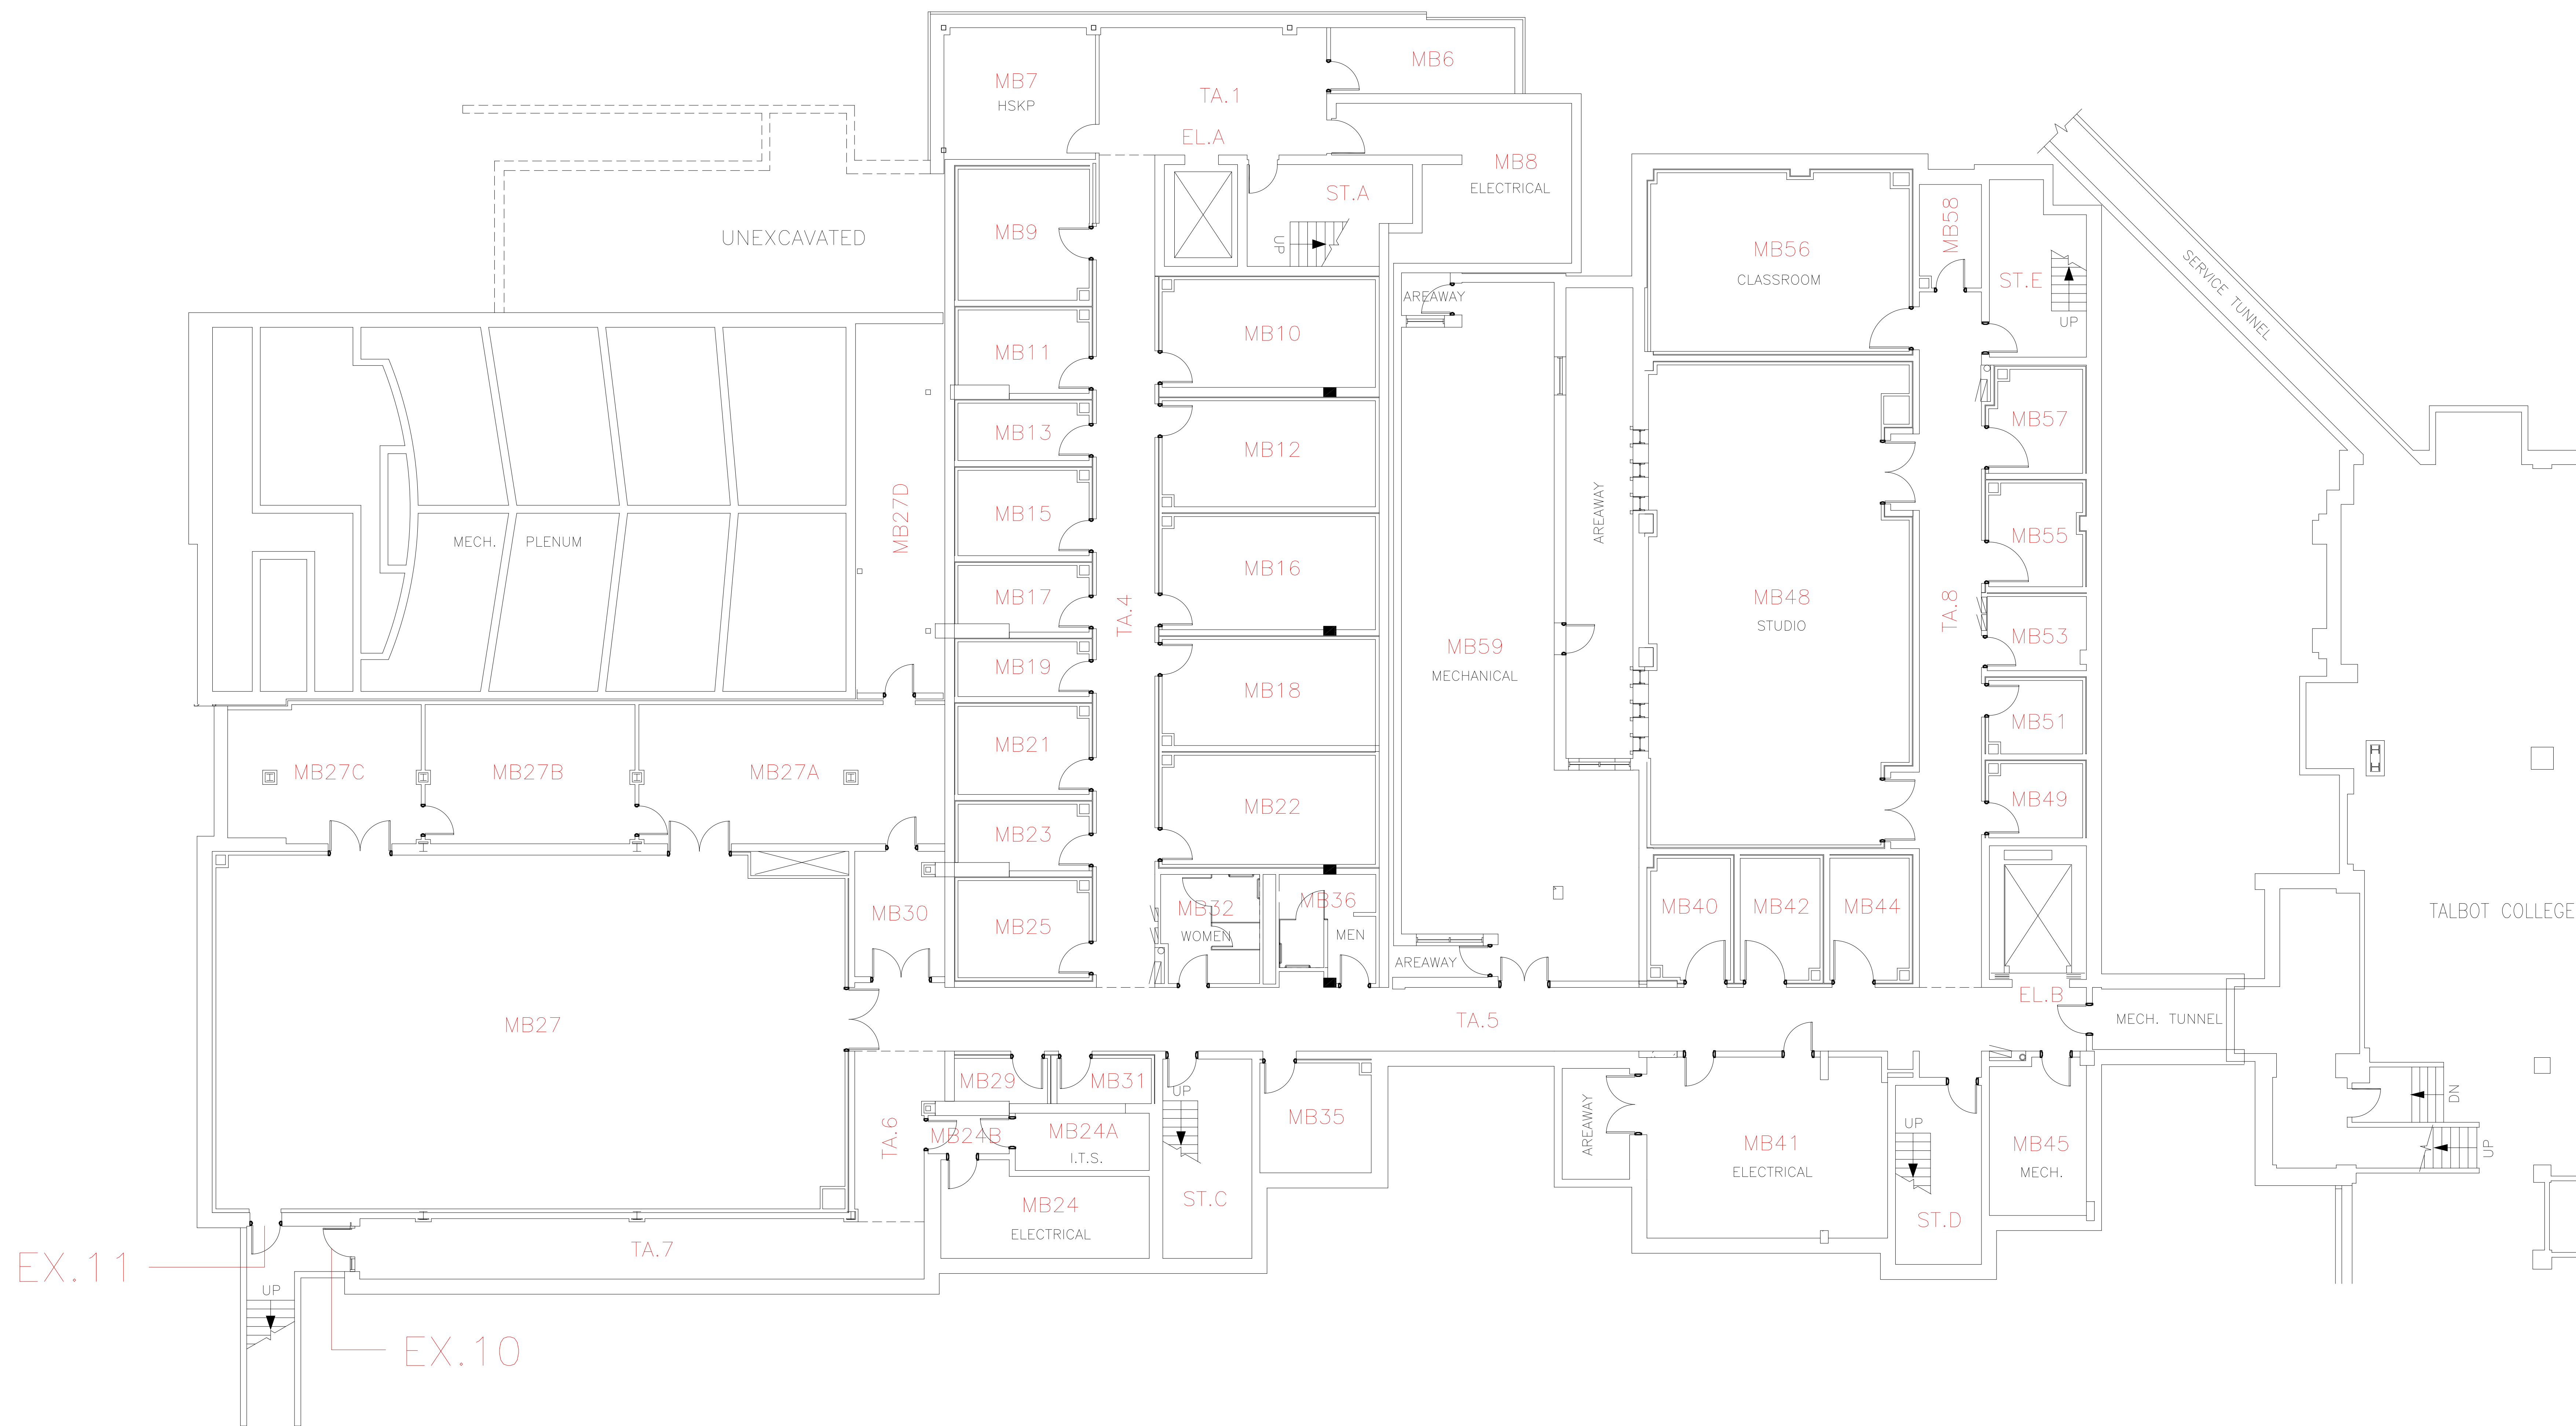 MB6
MB7
HSKP
TA.1
EL.A
MB8
ELECTRICAL
ST.A
UP
MB9
UNEXCAVATED
MB56
CLASSROOM
MB58
ST.E
UP
SERVICE TUNNEL
AREAWAY
MB10
MB11
MB13
MB12
MB57
MB27D
MB15
AREAWAY
MECH. PLENUM
MB55
MB16
MB17
TA.4
MB48
STUDIO
TA.8
MB53
MB59
MECHANICAL
MB19
MB18
MB51
MB21
MB27C
MB27B
MB27A
MB22
MB49
MB23
MB30
MB25
MB32
WOMEN
MB36
MEN
AREAWAY
MB40
MB42
MB44
TALBOT COLLEGE
EL.B
MB27
TA.5
MECH. TUNNEL
MB29
MB31
UP
MB35
AREAWAY
DN
TA.6
MB24B
MB24A
I.T.S.
MB41
ELECTRICAL
UP
MB45
MECH.
UP
MB24
ELECTRICAL
ST.C
ST.D
TA.7
EX.11
UP
EX.10